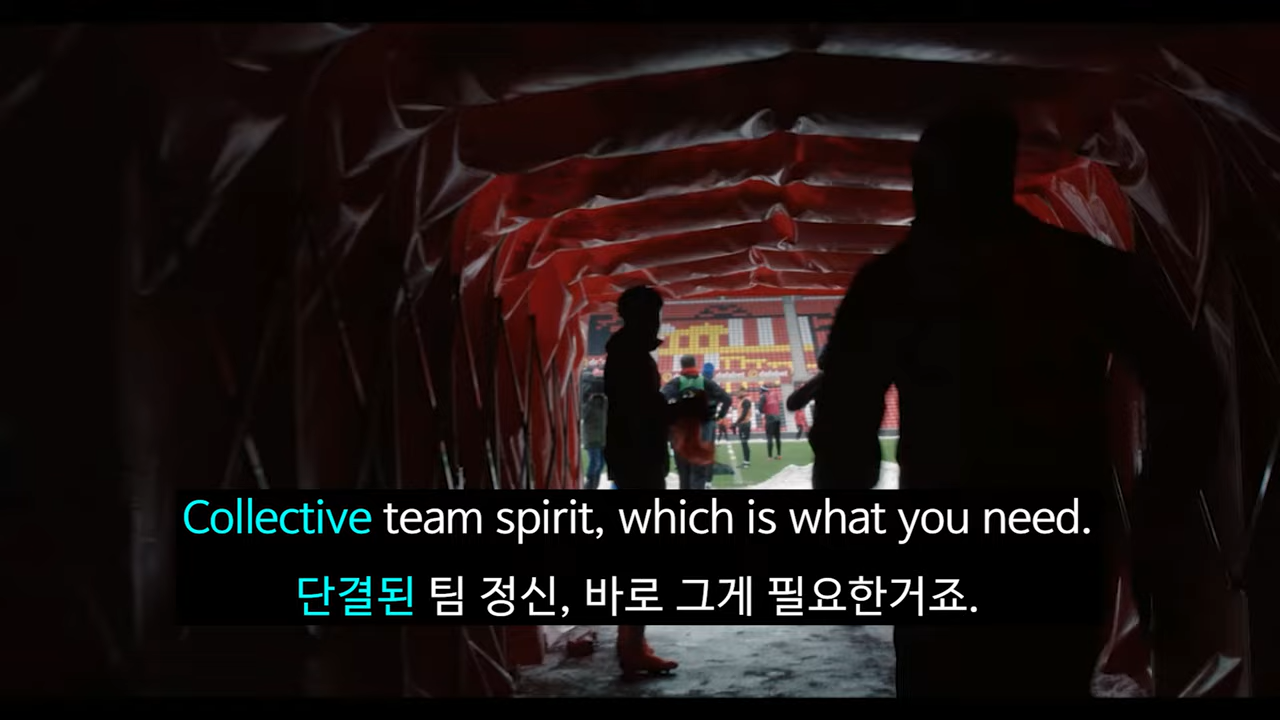 Collective team spirit, which is what you need.
단결된 팀 정신, 바로 그게 필요한거죠.